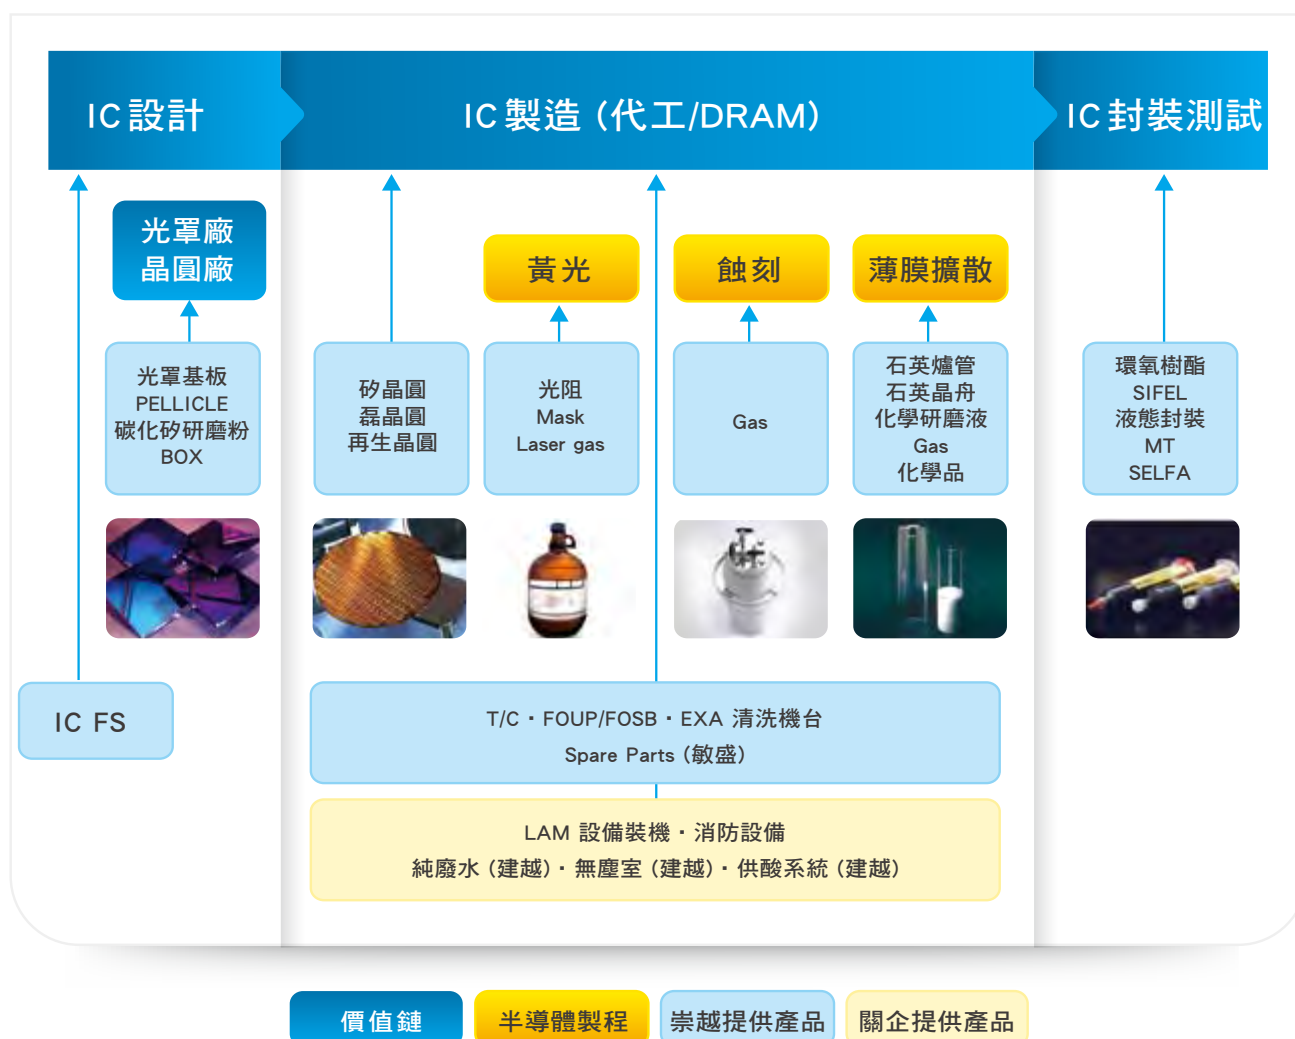 IC設計
IC製造（代工/DRAM）
IC封裝測試
光罩廠
晶圓廠
黃光
蝕刻
薄膜擴散
光罩基板
PELLICLE
碳化矽研磨粉
BOX
矽晶圓
磊晶圓
再生晶圓
光阻
Mask
Laser gas
Gas
石英爐管
石英晶舟
化學研磨液
Gas
化學品
環氧樹酯
SIFEL
液態封裝
MT
SELFA
IC FS
T/C・FOUP/FOSB・EXA 清洗機台
Spare Parts（敏盛）
LAM 設備裝機・消防設備
純廢水（建越）・無塵室（建越）・供酸系統（建越）
價值鏈
半導體製程
崇越提供產品
關企提供產品